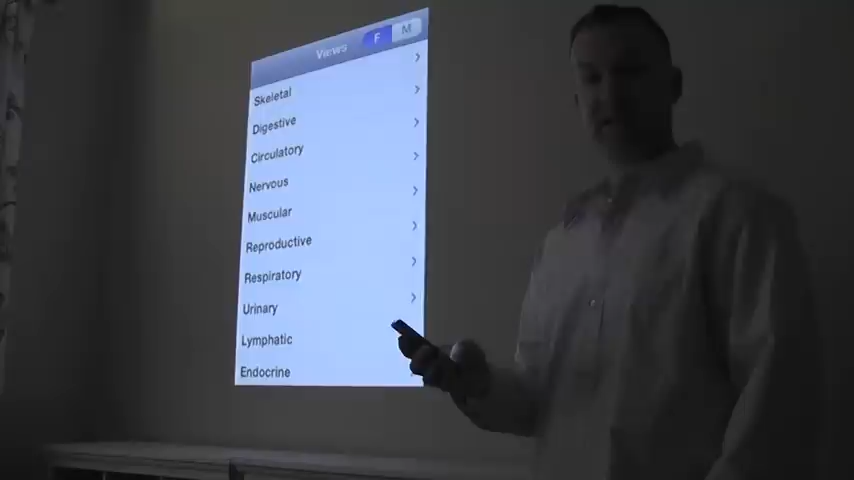 Views F M
Skeletal
Digestive
Circulatory
Nervous
Muscular
Reproductive
Respiratory
Urinary
Lymphatic
Endocrine